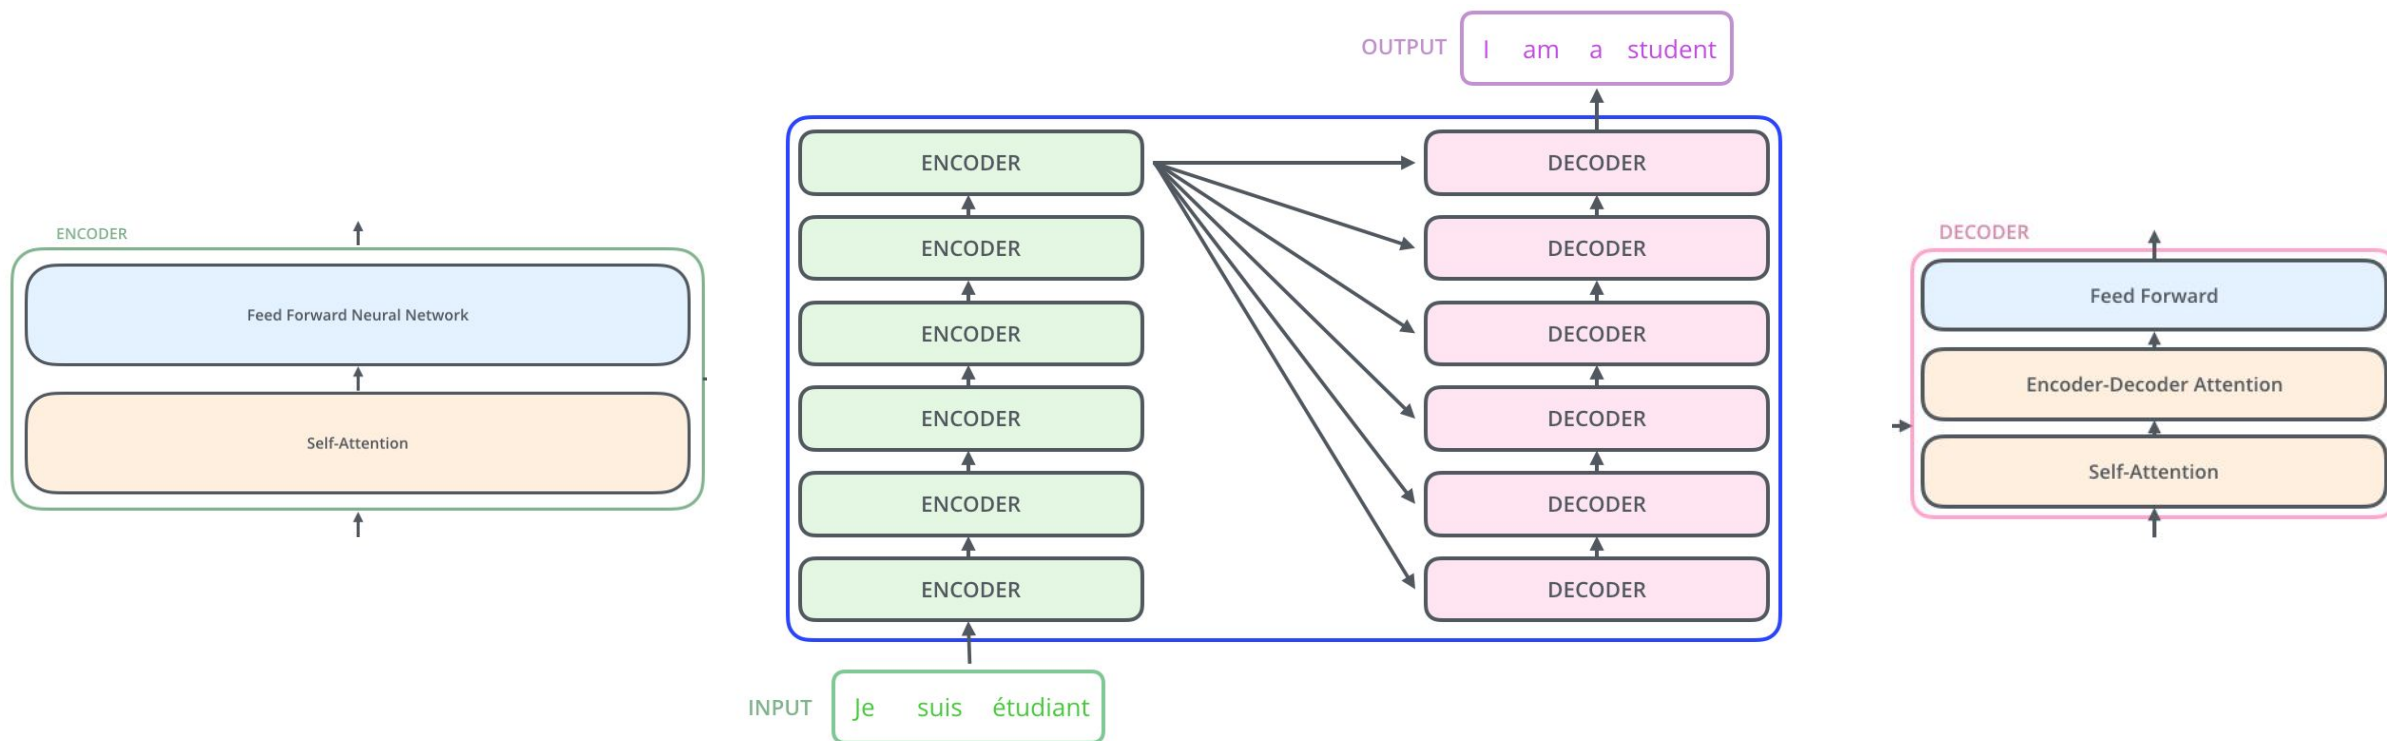 ENCODER
Feed Forward Neural Network
Self-Attention
OUTPUT I am a student
ENCODER DECODER
ENCODER DECODER
ENCODER DECODER
ENCODER DECODER
ENCODER DECODER
ENCODER DECODER
INPUT Je suis étudiant
DECODER
Feed Forward
Encoder-Decoder Attention
Self-Attention